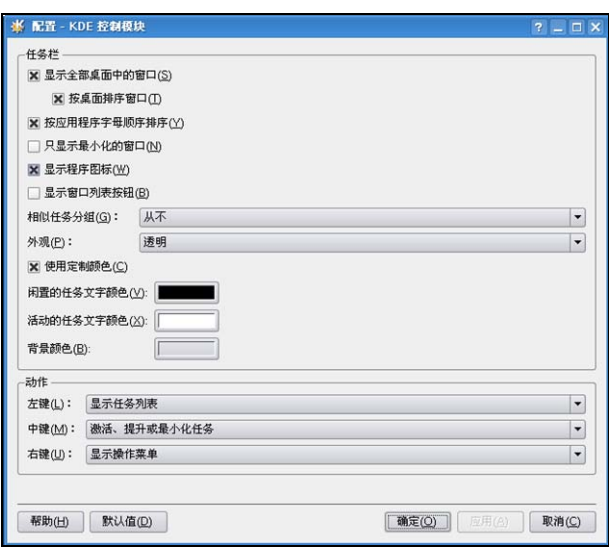 配置 - KDE 控制模块
任务栏
显示全部桌面中的窗口(S)
按桌面排序窗口(T)
按应用程序字母顺序排序(Y)
只显示最小化的窗口(N)
显示程序图标(W)
显示窗口列表按钮(B)
相似任务分组(G)： 从不
外观(P)： 透明
使用定制颜色(C)
闲置的任务文字颜色(V):
活动的任务文字颜色(X):
背景颜色(B):
动作
左键(L)： 显示任务列表
中键(M)： 激活、提升或最小化任务
右键(U)： 显示操作菜单
帮助(H) 默认值(D) 确定(O) 应用(A) 取消(C)